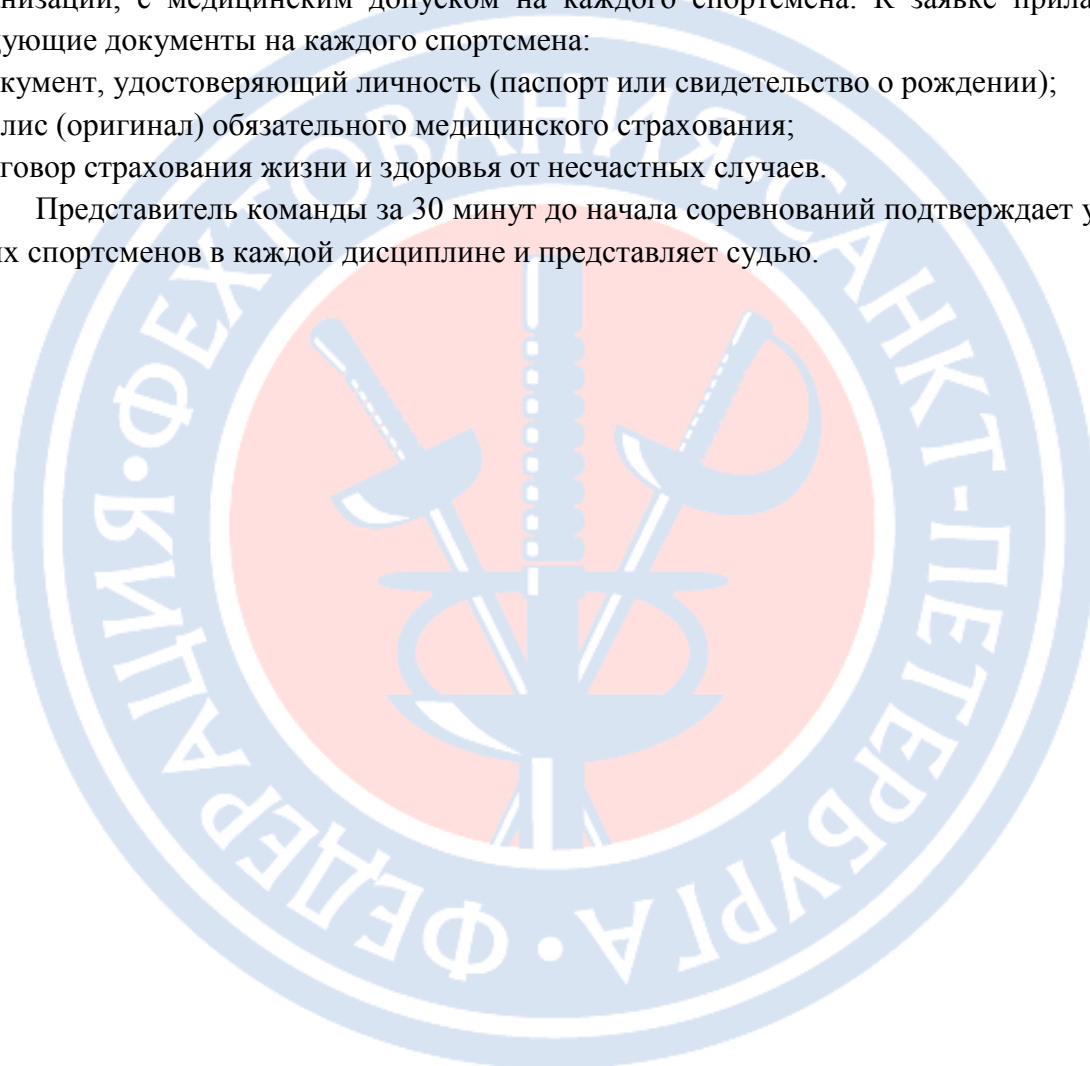 низации, с медицинским допуском на каждого спортсмена. К заявке прила
дующие документы на каждого спортсмена:
кумент, удостоверяющий личность (паспорт или свидетельство о рождении);
лис (оригинал) обязательного медицинского страхования;
говор страхования жизни и здоровья от несчастных случаев.
Представитель команды за 30 минут до начала соревнований подтверждает у
их спортсменов в каждой дисциплине и представляет судью.
ФЕДЕРАЦИЯ•ФЕХТОВАНИЯ•САНКТ-ПЕТЕРБУРГА•